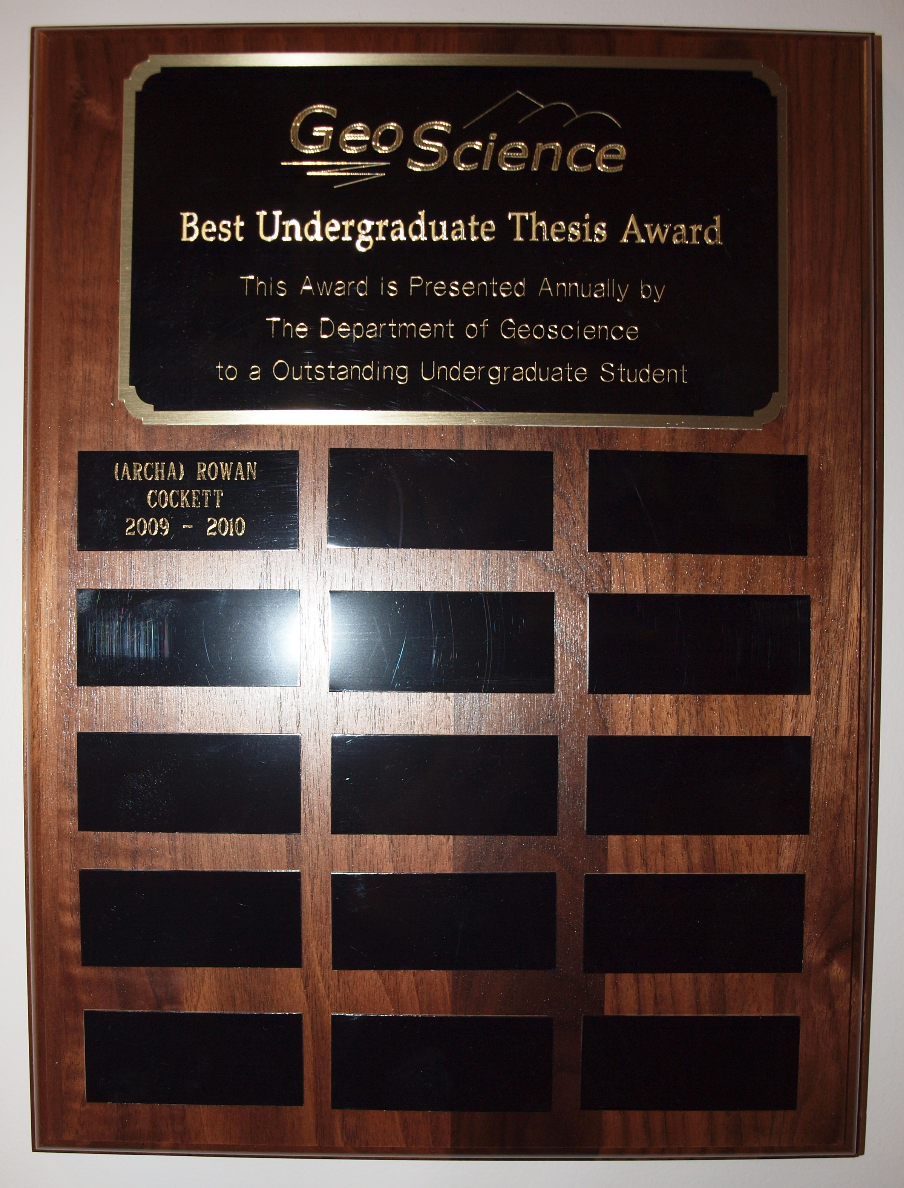 GeoScience
Best Undergraduate Thesis Award
This Award is Presented Annually by
The Department of Geoscience
to a Outstanding Undergraduate Student
(ARCHA) ROWAN
COCKETT
2009 - 2010